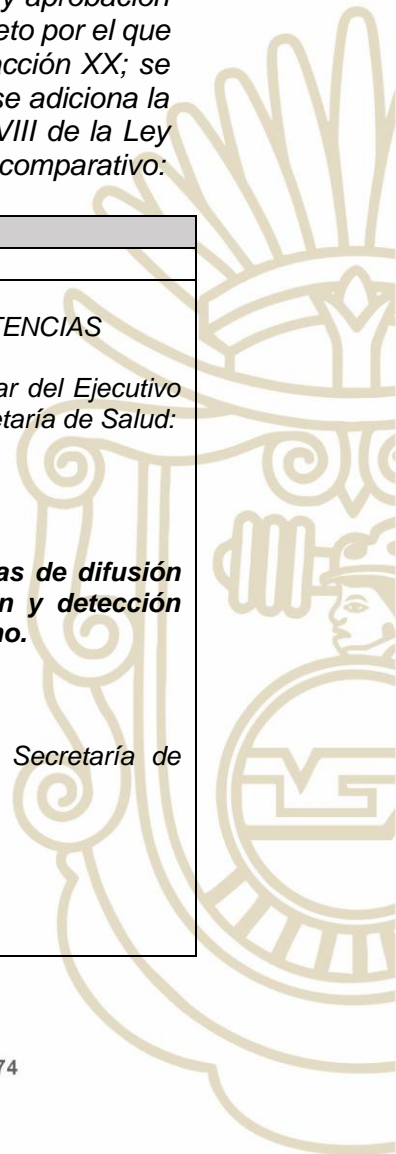 y aprobación
eto por el que
acción XX; se
se adiciona la
VIII de la Ley
comparativo:
TENCIAS
ar del Ejecutivo
etaría de Salud:
as de difusión
n y detección
no.
Secretaría de
74